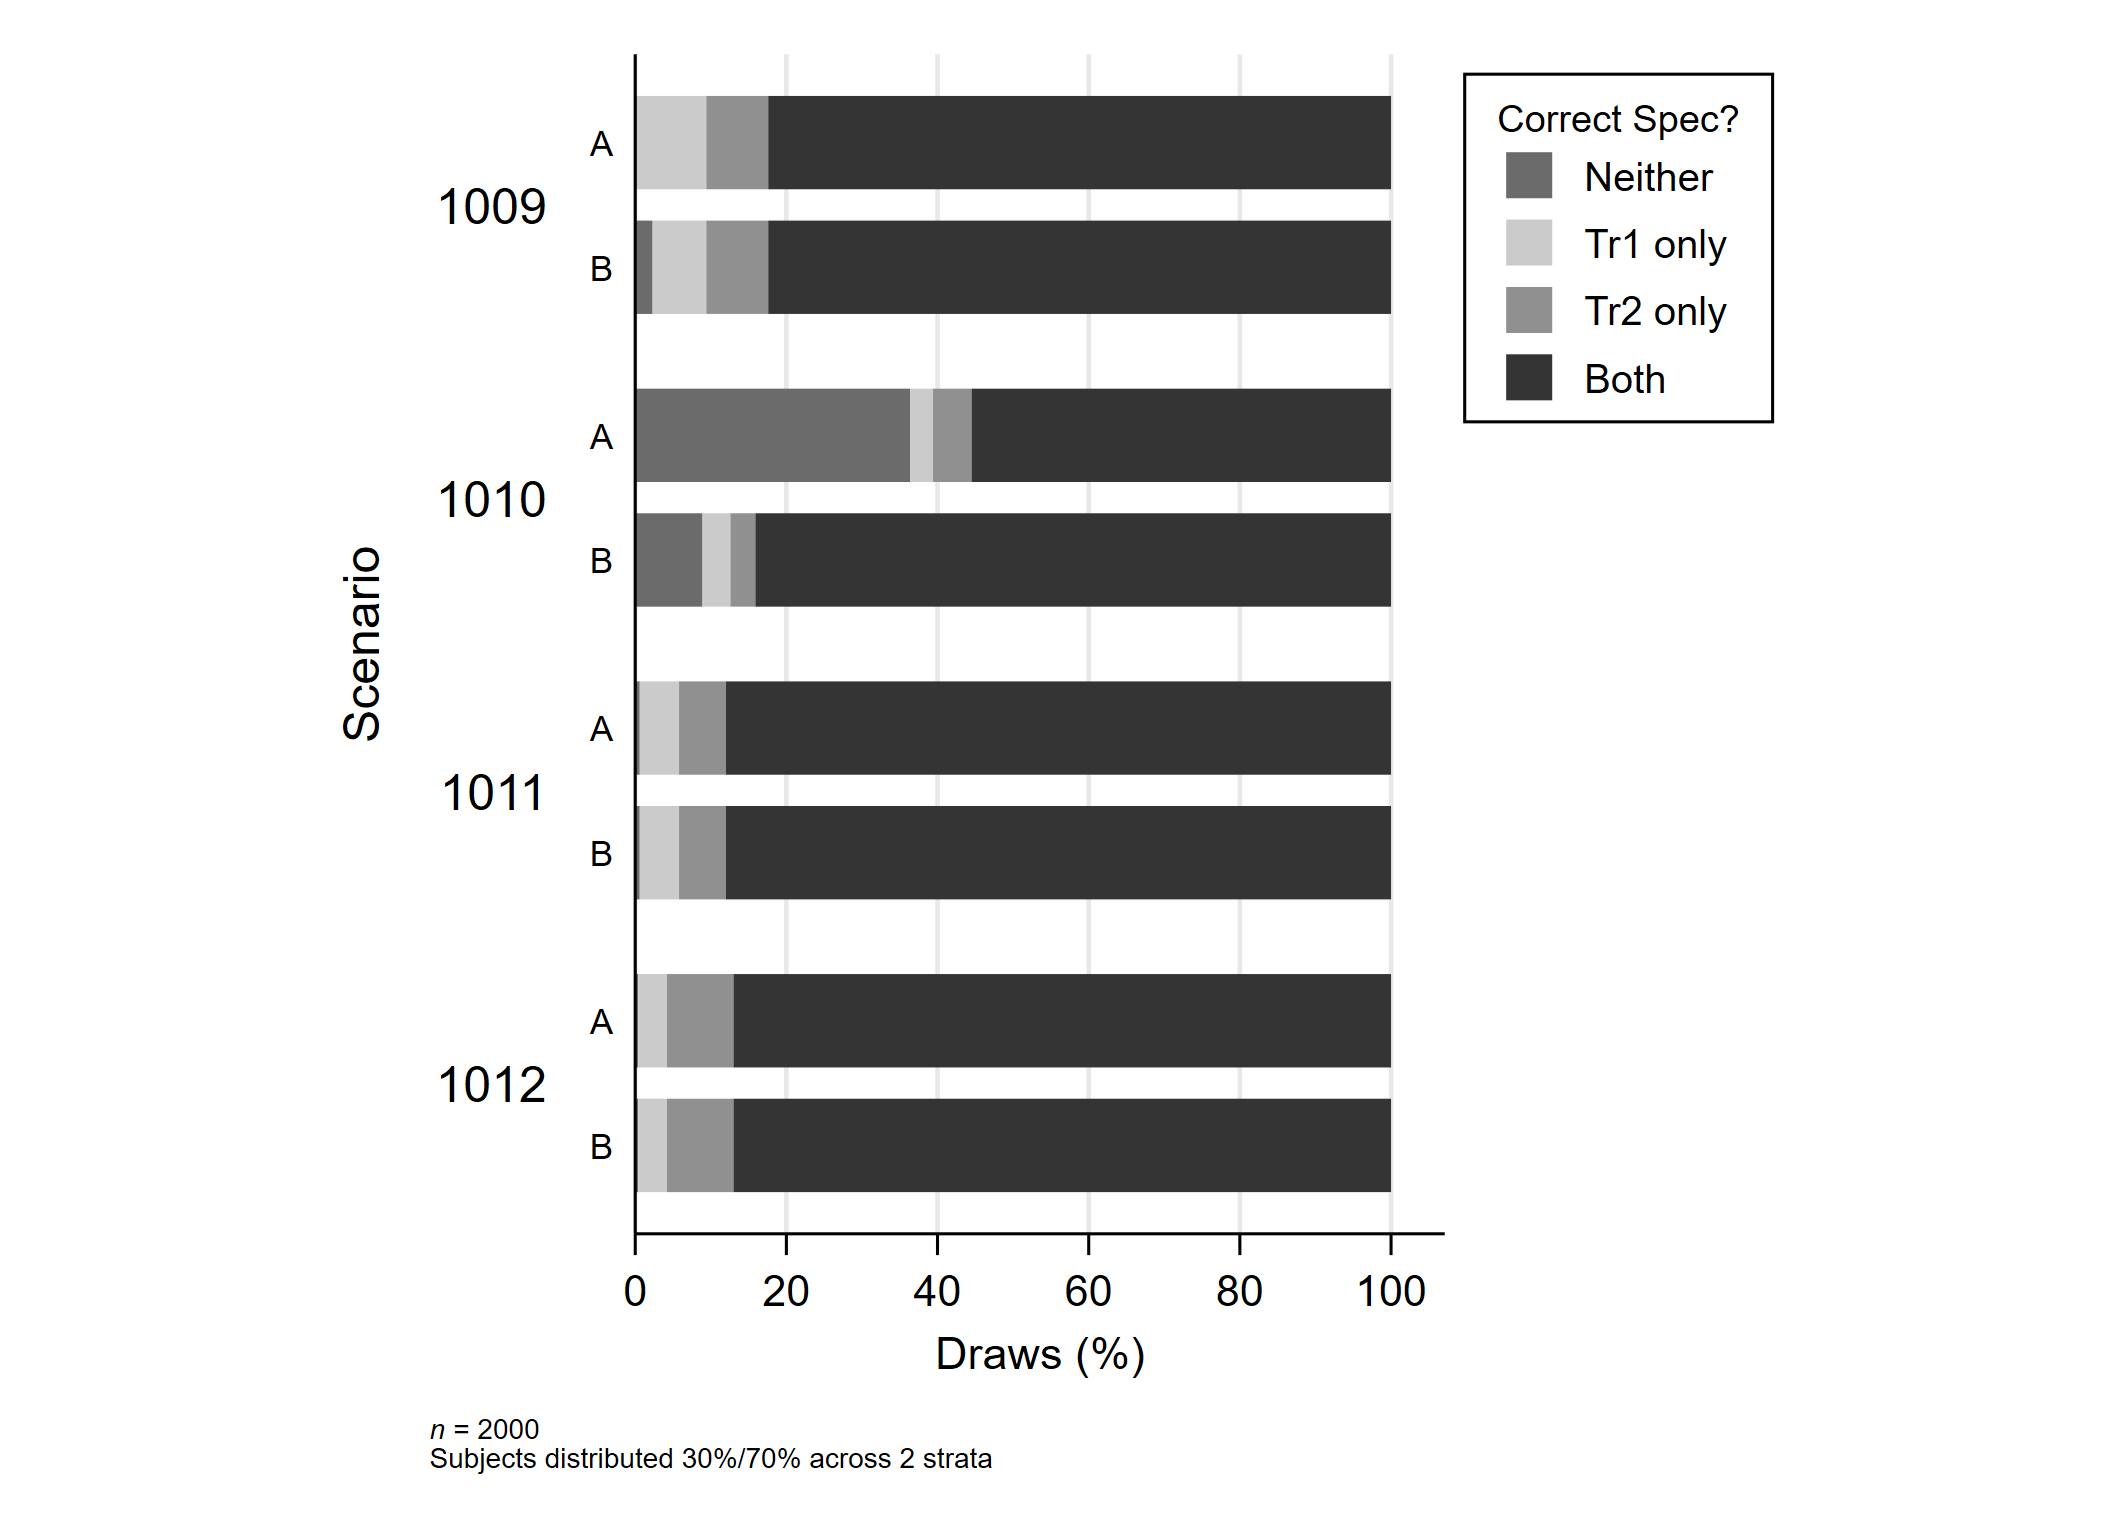 Correct Spec?
Neither
Tr1 only
Tr2 only
Both
Scenario
1009
A
B
1010
A
B
1011
A
B
1012
A
B
0 20 40 60 80 100
Draws (%)
n = 2000
Subjects distributed 30%/70% across 2 strata